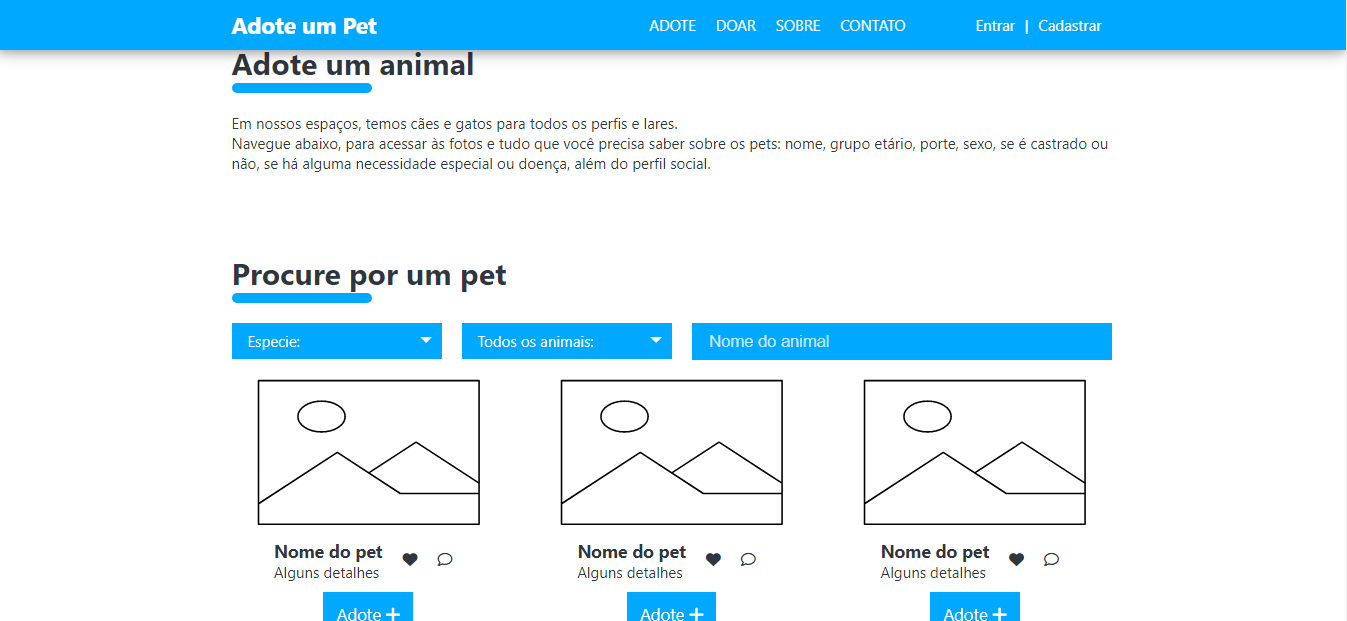 Adote um Pet
ADOTE DOAR SOBRE CONTATO Entrar | Cadastrar
Adote um animal
Em nossos espaços, temos cães e gatos para todos os perfis e lares.
Navegue abaixo, para acessar às fotos e tudo que você precisa saber sobre os pets: nome, grupo etário, porte, sexo, se é castrado ou
não, se há alguma necessidade especial ou doença, além do perfil social.
Procure por um pet
Especie: Todos os animais: Nome do animal
Nome do pet
Alguns detalhes
Adote +
Nome do pet
Alguns detalhes
Adote +
Nome do pet
Alguns detalhes
Adote +